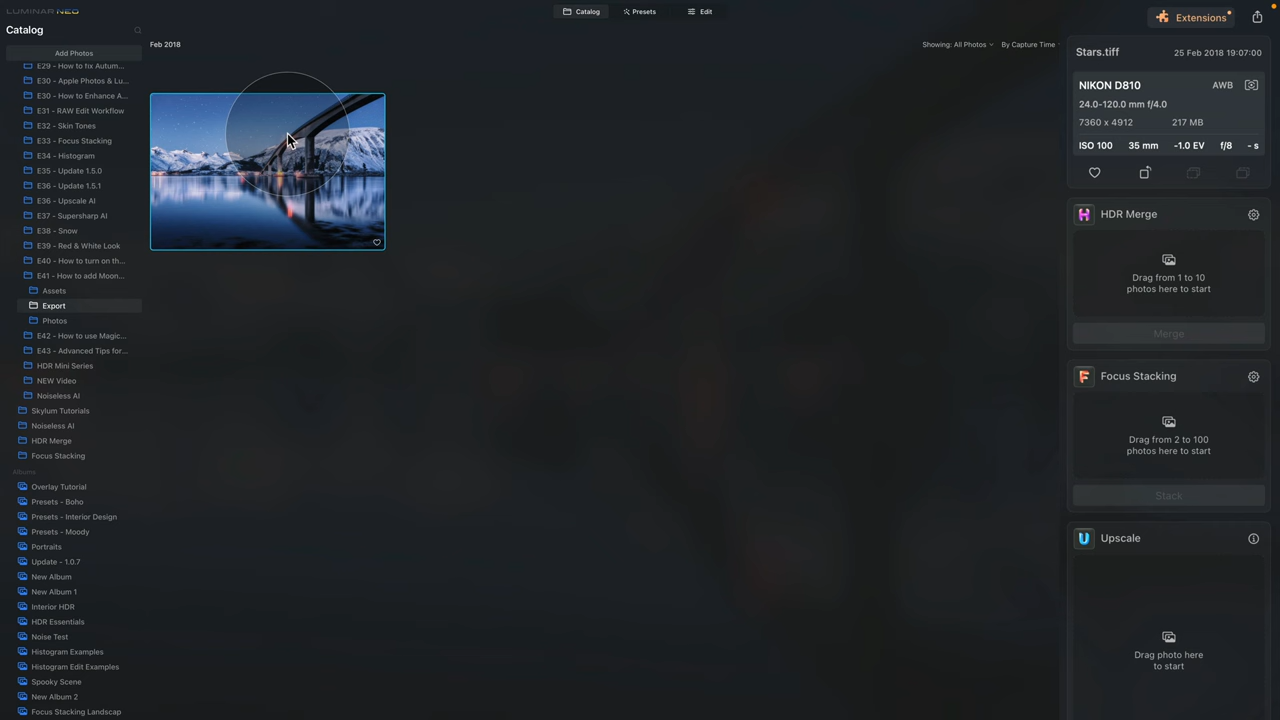 LUMINAR NEO
Catalog
Presets
Edit
Extensions
Catalog
Add Photos
E29 - How to fix Autum...
E30 - Apple Photos & Lu...
E30 - How to Enhance A...
E31 - RAW Edit Workflow
E32 - Skin Tones
E33 - Focus Stacking
E34 - Histogram
E35 - Update 1.5.0
E36 - Update 1.5.1
E36 - Upscale AI
E37 - Supersharp AI
E38 - Snow
E39 - Red & White Look
E40 - How to turn on th...
E41 - How to add Moon...
Assets
Export
Photos
E42 - How to use Magic...
E43 - Advanced Tips for...
HDR Mini Series
NEW Video
Noiseless AI
Skylum Tutorials
Noiseless AI
HDR Merge
Focus Stacking
Albums
Overlay Tutorial
Presets - Boho
Presets - Interior Design
Presets - Moody
Portraits
Update - 1.0.7
New Album
New Album 1
Interior HDR
HDR Essentials
Noise Test
Histogram Examples
Histogram Edit Examples
Spooky Scene
New Album 2
Focus Stacking Landscap
Feb 2018
Showing: All Photos
By Capture Time
Stars.tiff 25 Feb 2018 19:07:00
NIKON D810 AWB
24.0-120.0 mm f/4.0
7360 x 4912 217 MB
ISO 100 35 mm -1.0 EV f/8 - s
HDR Merge
Drag from 1 to 10
photos here to start
Merge
Focus Stacking
Drag from 2 to 100
photos here to start
Stack
Upscale
Drag photo here
to start